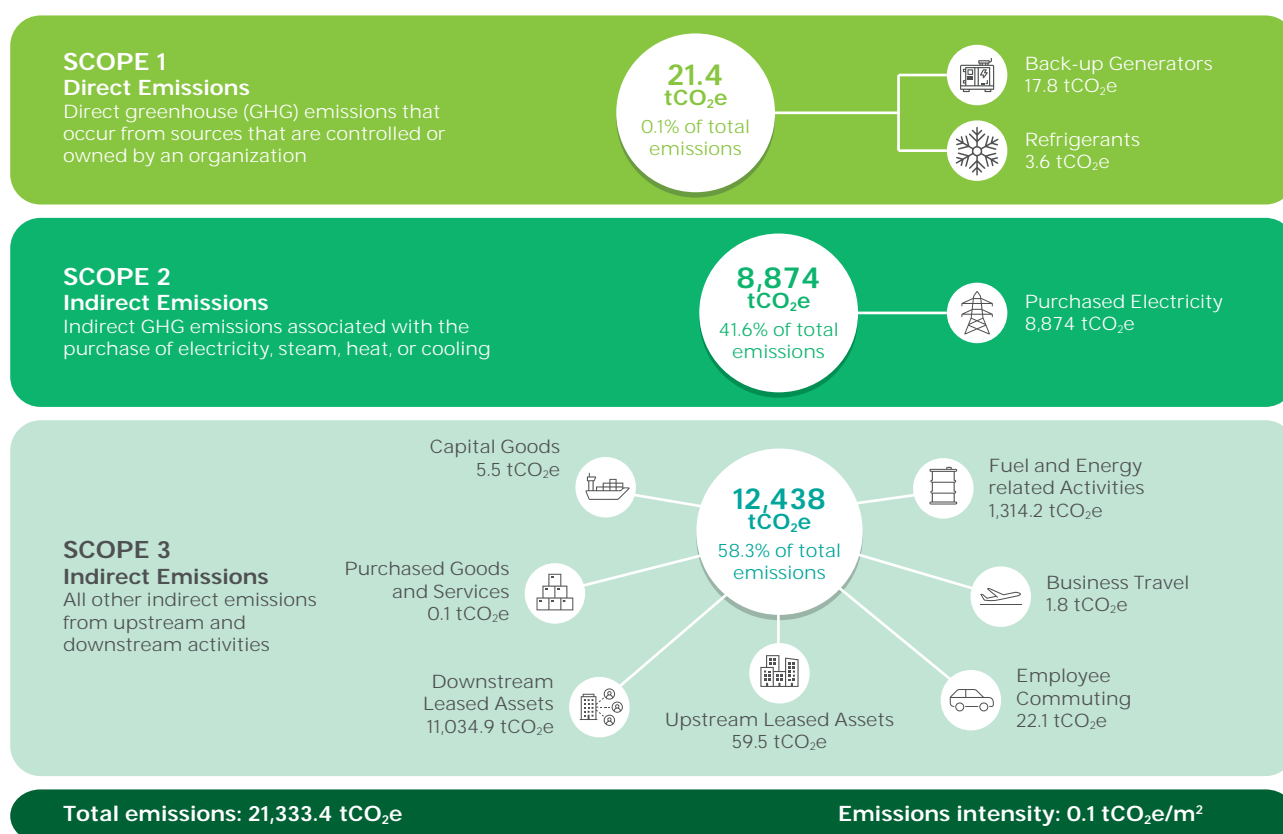 SCOPE 1
Direct Emissions
Direct greenhouse (GHG) emissions that
occur from sources that are controlled or
owned by an organization
21.4
tCO₂e
0.1% of total
emissions
Back-up Generators
17.8 tCO₂e
Refrigerants
3.6 tCO₂e
SCOPE 2
Indirect Emissions
Indirect GHG emissions associated with the
purchase of electricity, steam, heat, or cooling
8,874
tCO₂e
41.6% of total
emissions
Purchased Electricity
8,874 tCO₂e
SCOPE 3
Indirect Emissions
All other indirect emissions
from upstream and
downstream activities
12,438
tCO₂e
58.3% of total
emissions
Capital Goods
5.5 tCO₂e
Purchased Goods
and Services
0.1 tCO₂e
Downstream
Leased Assets
11,034.9 tCO₂e
Upstream Leased Assets
59.5 tCO₂e
Fuel and Energy
related Activities
1,314.2 tCO₂e
Business Travel
1.8 tCO₂e
Employee
Commuting
22.1 tCO₂e
Total emissions: 21,333.4 tCO₂e
Emissions intensity: 0.1 tCO₂e/m²